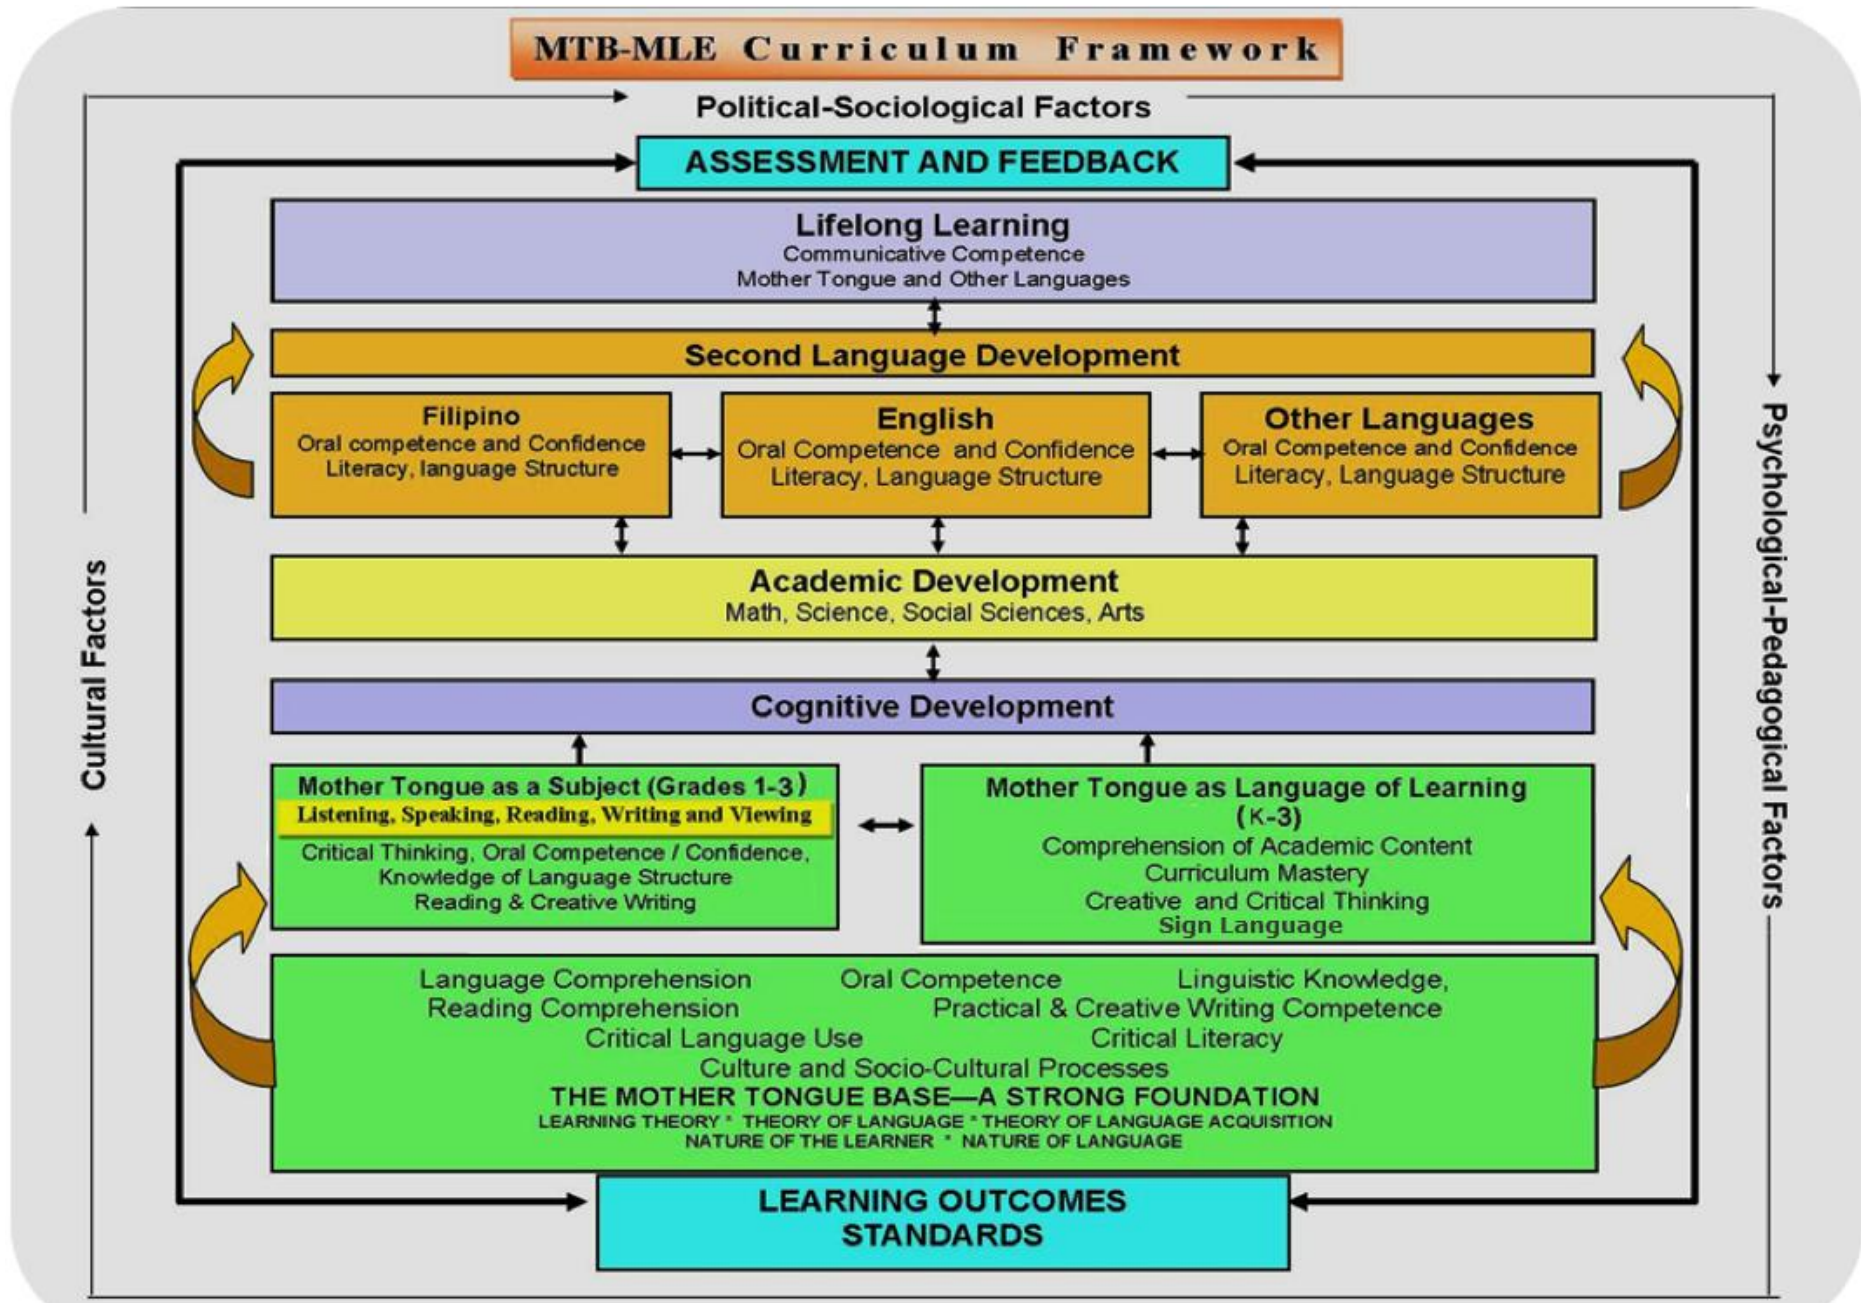 MTB-MLE Curriculum Framework
Political-Sociological Factors
ASSESSMENT AND FEEDBACK
Lifelong Learning
Communicative Competence
Mother Tongue and Other Languages
Second Language Development
Filipino
Oral competence and Confidence
Literacy, language Structure
English
Oral Competence and Confidence
Literacy, Language Structure
Other Languages
Oral Competence and Confidence
Literacy, Language Structure
Academic Development
Math, Science, Social Sciences, Arts
Cultural Factors
Psychological-Pedagogical Factors
Cognitive Development
Mother Tongue as a Subject (Grades 1-3)
Listening, Speaking, Reading, Writing and Viewing
Critical Thinking, Oral Competence / Confidence,
Knowledge of Language Structure
Reading & Creative Writing
Mother Tongue as Language of Learning
(K-3)
Comprehension of Academic Content
Curriculum Mastery
Creative and Critical Thinking
Sign Language
Language Comprehension Oral Competence Linguistic Knowledge,
Reading Comprehension Practical & Creative Writing Competence
Critical Language Use Critical Literacy
Culture and Socio-Cultural Processes
THE MOTHER TONGUE BASE—A STRONG FOUNDATION
LEARNING THEORY * THEORY OF LANGUAGE * THEORY OF LANGUAGE ACQUISITION
NATURE OF THE LEARNER * NATURE OF LANGUAGE
LEARNING OUTCOMES
STANDARDS